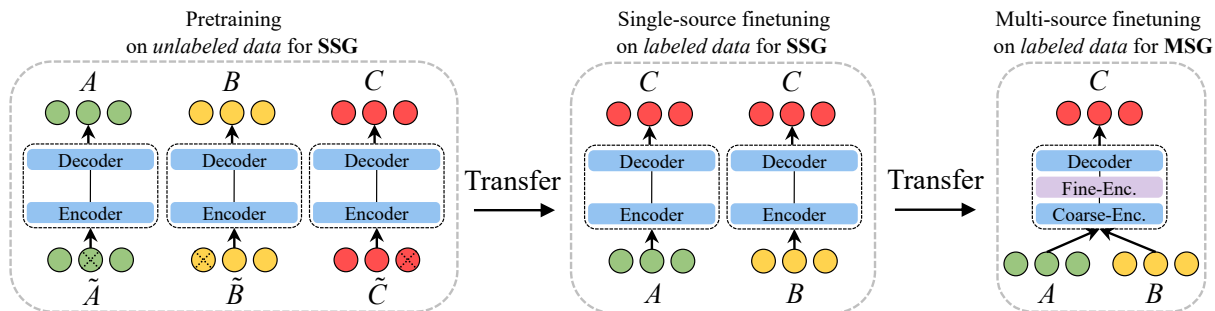 Pretraining
on unlabeled data for SSG
A B C
Decoder Decoder Decoder
Encoder Encoder Encoder
Ã B̃ C̃
Transfer
Single-source finetuning
on labeled data for SSG
C C
Decoder Decoder
Encoder Encoder
A B
Transfer
Multi-source finetuning
on labeled data for MSG
C
Decoder
Fine-Enc.
Coarse-Enc.
A B